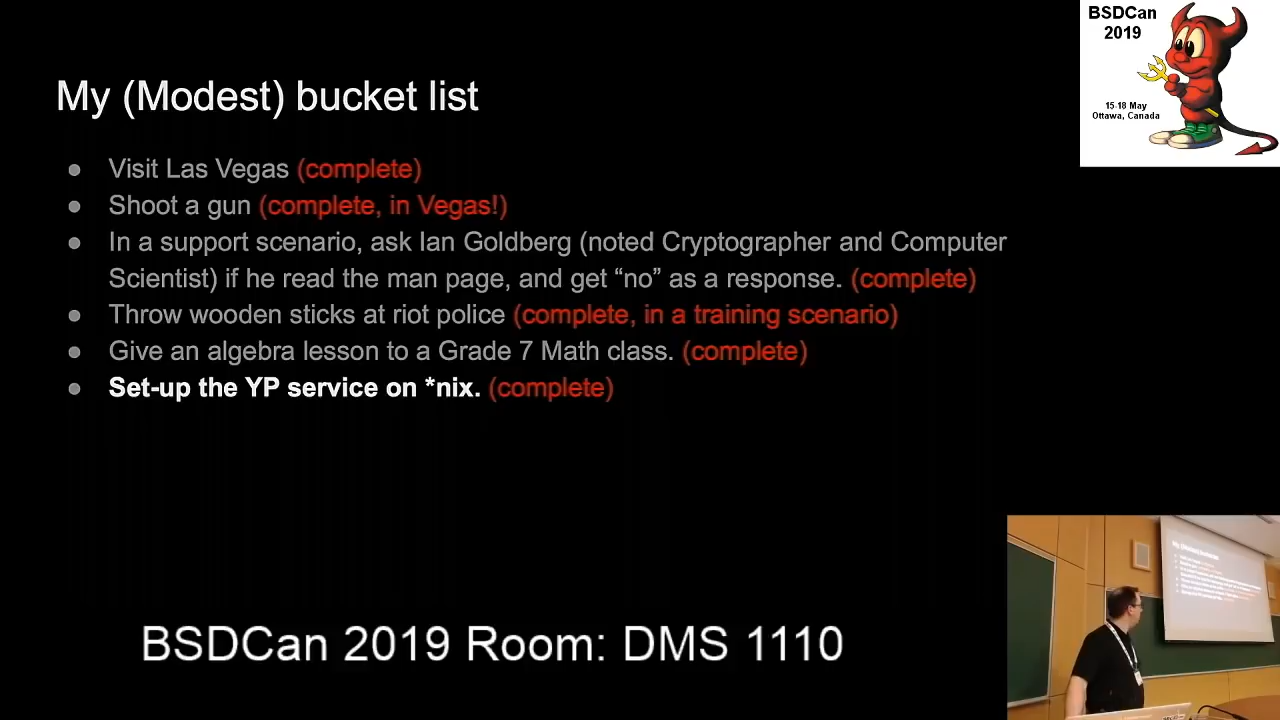 BSDCan
2019
15-18 May
Ottawa, Canada
My (Modest) bucket list
● Visit Las Vegas (complete)
● Shoot a gun (complete, in Vegas!)
● In a support scenario, ask Ian Goldberg (noted Cryptographer and Computer
Scientist) if he read the man page, and get “no” as a response. (complete)
● Throw wooden sticks at riot police (complete, in a training scenario)
● Give an algebra lesson to a Grade 7 Math class. (complete)
● Set-up the YP service on *nix. (complete)
BSDCan 2019 Room: DMS 1110